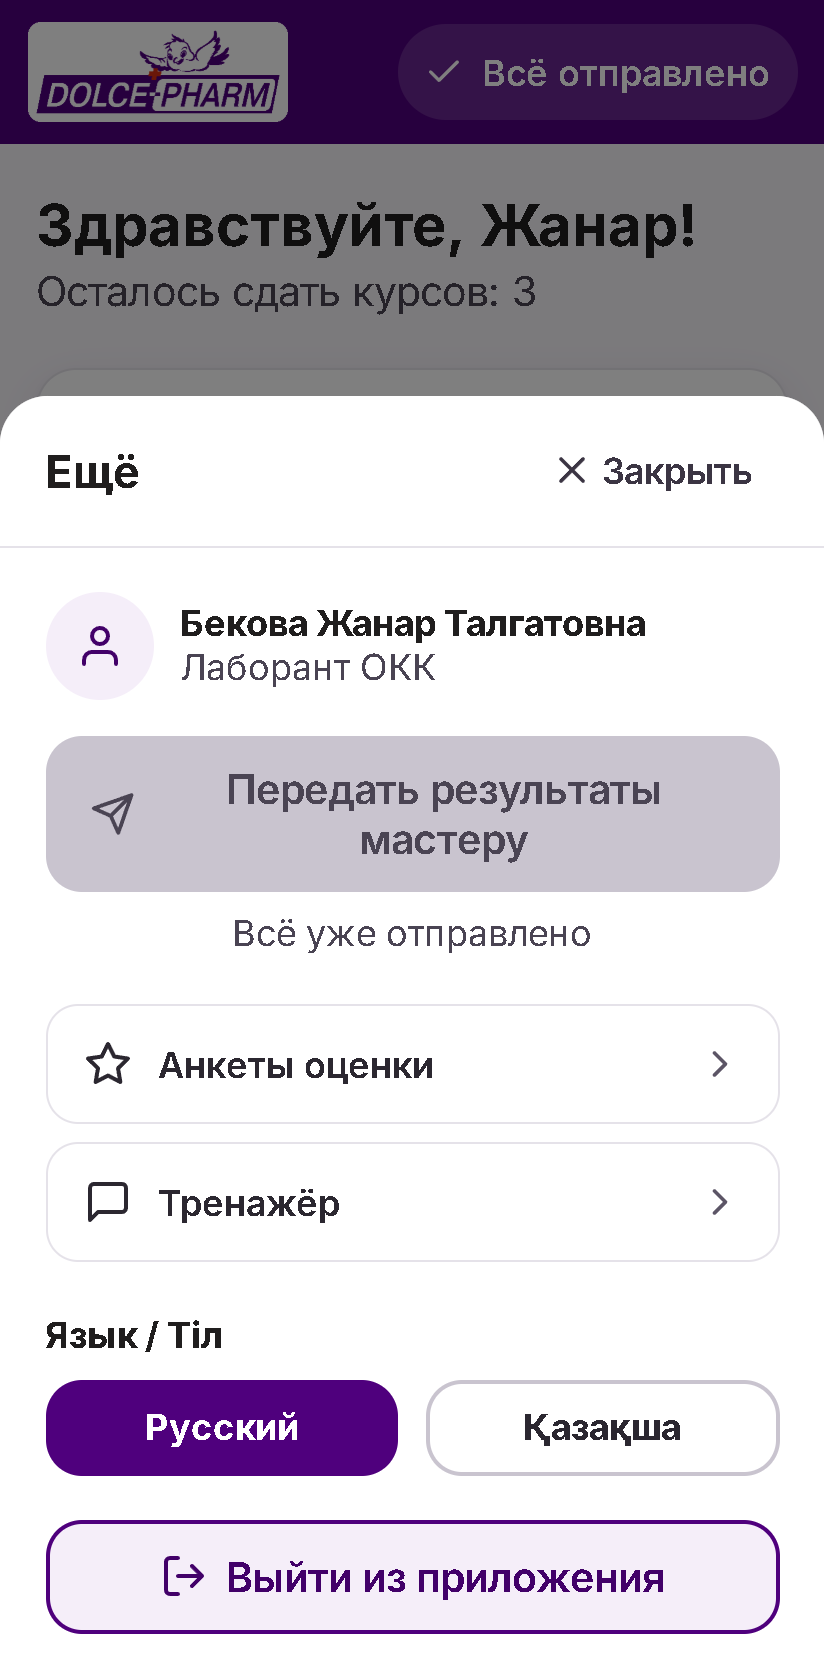 DOLCE-PHARM
Всё отправлено
Здравствуйте, Жанар!
Осталось сдать курсов: 3
Ещё
Закрыть
Бекова Жанар Талгатовна
Лаборант ОКК
Передать результаты
мастеру
Всё уже отправлено
Анкеты оценки
Тренажёр
Язык / Тіл
Русский
Қазақша
Выйти из приложения